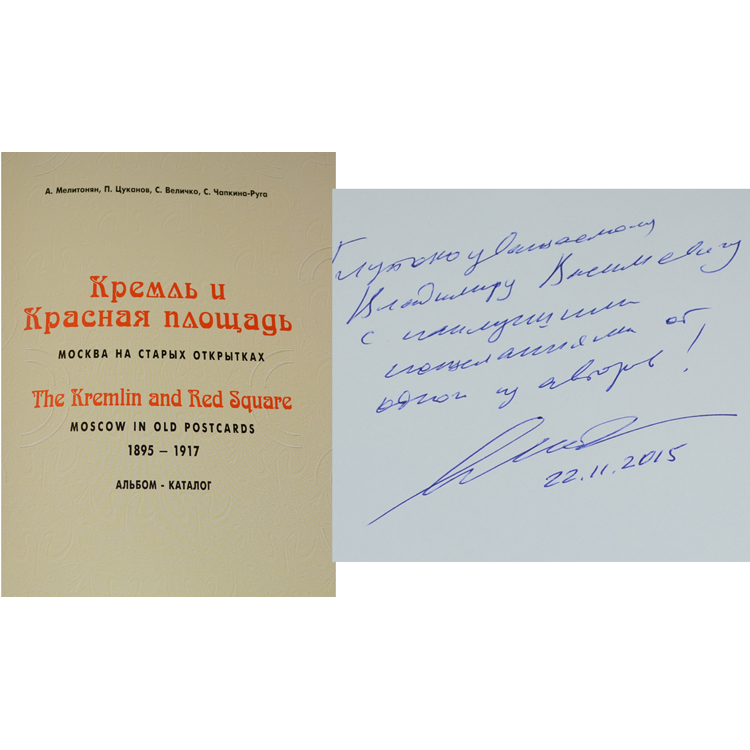 А. Мелитонян, П. Цуканов, С. Величко, С. Чапкина-Руга
Кремль и
Красная площадь
МОСКВА НА СТАРЫХ ОТКРЫТКАХ
The Kremlin and Red Square
MOSCOW IN OLD POSTCARDS
1895 – 1917
АЛЬБОМ - КАТАЛОГ
Глубокоуважаемому
Владимиру
с наилучшими
пожеланиями от
одного из авторов!
22.11.2015